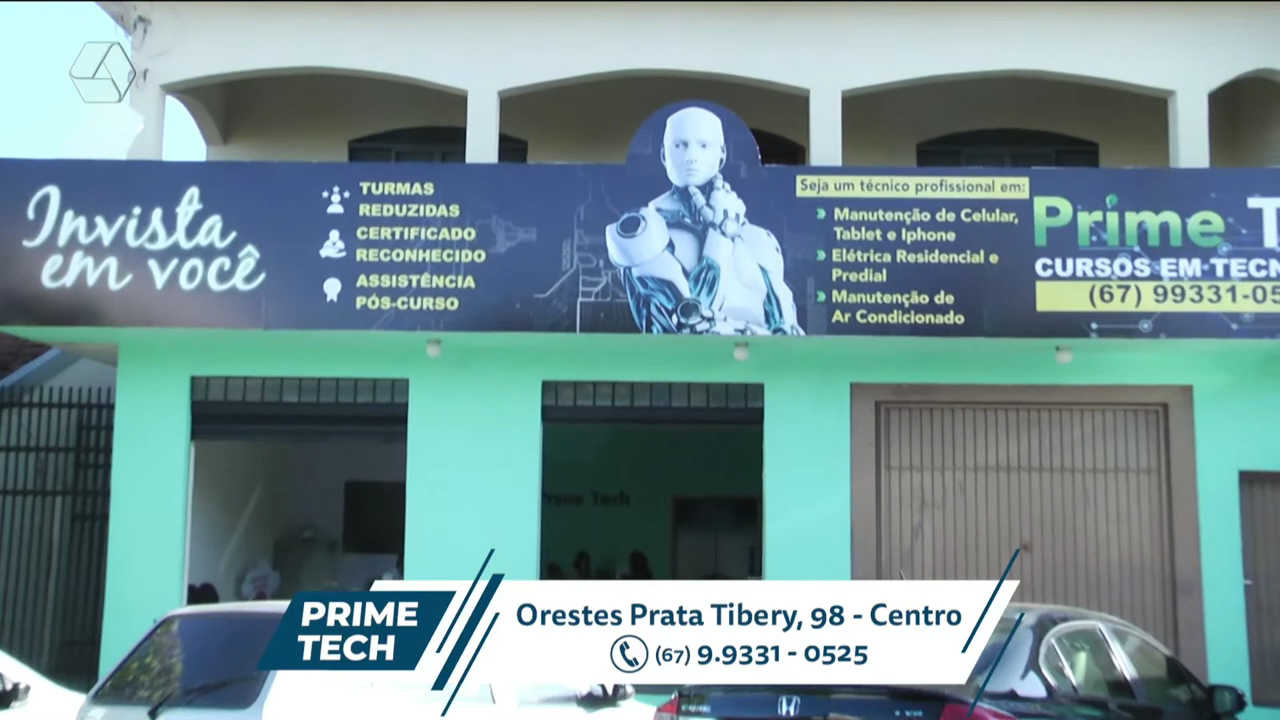 Invista
em você
TURMAS
REDUZIDAS
CERTIFICADO
RECONHECIDO
ASSISTÊNCIA
PÓS-CURSO
Seja um técnico profissional em:
Manutenção de Celular,
Tablet e Iphone
Elétrica Residencial e
Predial
Manutenção de
Ar Condicionado
Prime T
CURSOS EM TECN
(67) 99331-05
Prime Tech
PRIME
TECH
Orestes Prata Tibery, 98 - Centro
(67) 9.9331 - 0525